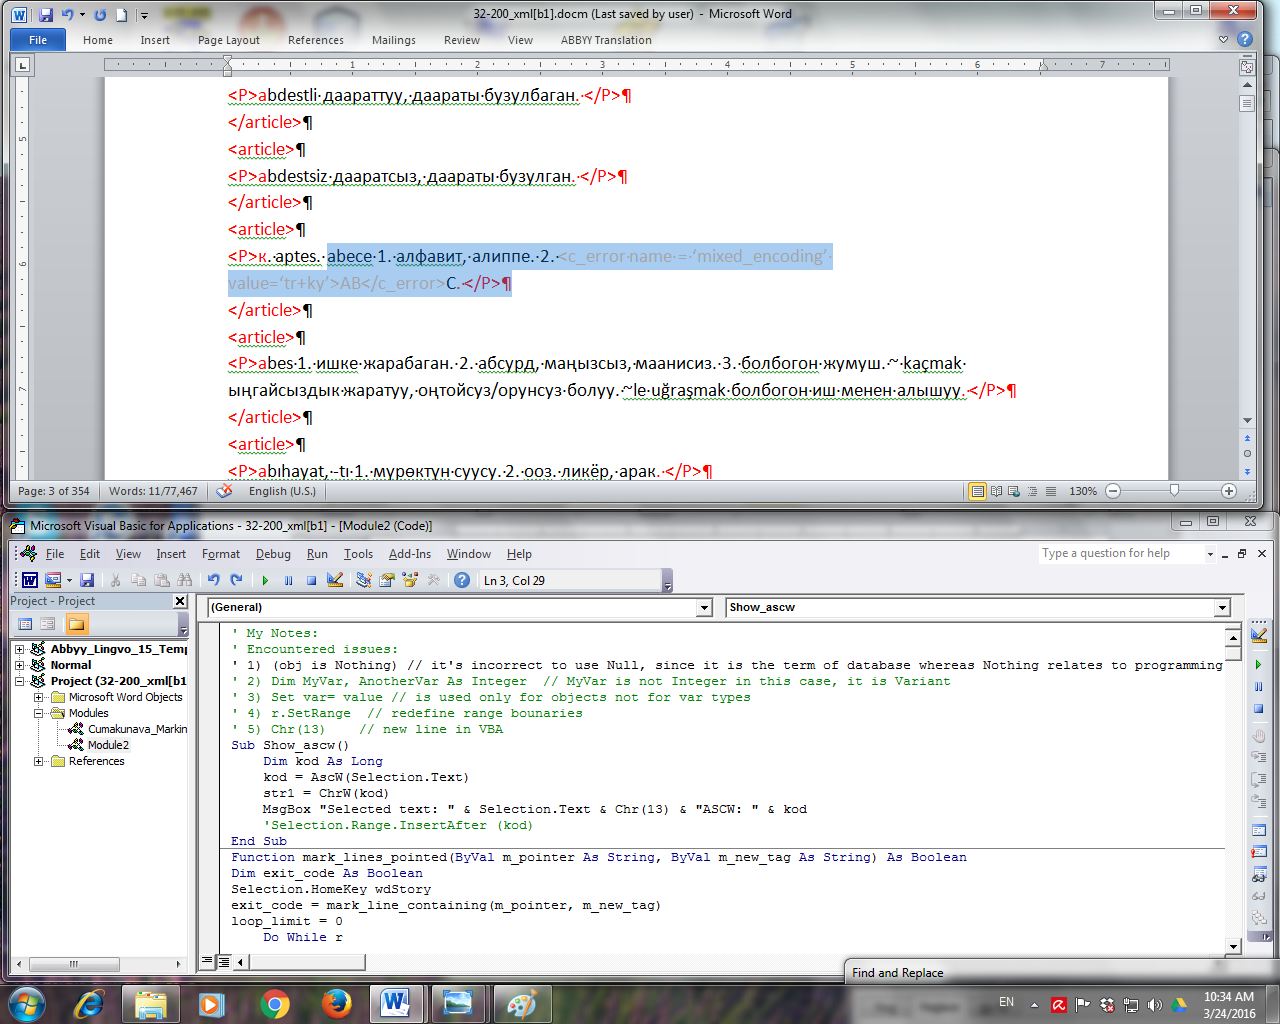 32-200_xml[b1].docm (Last saved by user) - Microsoft Word
File Home Insert Page Layout References Mailings Review View ABBYY Translation
1 2 3 4 5 6 7
<P>abdestli·даараттуу,·даараты·бузулбаган.·</P>¶
</article>¶
<article>¶
<P>abdestsiz·дааратсыз,·даараты·бузулган.·</P>¶
</article>¶
<article>¶
<P>к.·aptes.·abece·1.·алфавит,·алиппе.·2.·<c_error·name·=·‘mixed_encoding’·
value=‘tr+ky’>AB</c_error>C.·</P>¶
</article>¶
<article>¶
<P>abes·1.·ишке·жарабаган.·2.·абсурд,·маңызсыз,маанисиз.·3.·болбогон·жумуш.·~·kaçmak·
ыңгайсыздык·жаратуу,·оңтойсуз/орунсуз·болуу.·~le·uğraşmak·болбогон·иш·менен·алышуу.·</P>¶
</article>¶
<article>¶
<P>abıhayat,·-tı·1.·мүрөктүн·суусу.·2.·ооз.·ликёр,·арак.·</P>¶
5
6
7
Page: 3 of 354 Words: 11/77,467 English (U.S.) 130%
Microsoft Visual Basic for Applications - 32-200_xml[b1] - [Module2 (Code)]
File Edit View Insert Format Debug Run Tools Add-Ins Window Help Type a question for help
Ln 3, Col 29
Project - Project
Abbyy_Lingvo_15_Temp
Normal
Project (32-200_xml[b1
Microsoft Word Objects
Modules
Cumakunava_Markin
Module2
References
(General) Show_ascw
' My Notes:
' Encountered issues:
' 1) (obj is Nothing) // it's incorrect to use Null, since it is the term of database whereas Nothing relates to programming
' 2) Dim MyVar, AnotherVar As Integer // MyVar is not Integer in this case, it is Variant
' 3) Set var= value // is used only for objects not for var types
' 4) r.SetRange // redefine range bounaries
' 5) Chr(13) // new line in VBA
Sub Show_ascw()
Dim kod As Long
kod = AscW(Selection.Text)
str1 = ChrW(kod)
MsgBox "Selected text: " & Selection.Text & Chr(13) & "ASCW: " & kod
'Selection.Range.InsertAfter (kod)
End Sub
Function mark_lines_pointed(ByVal m_pointer As String, ByVal m_new_tag As String) As Boolean
Dim exit_code As Boolean
Selection.HomeKey wdStory
exit_code = mark_line_containing(m_pointer, m_new_tag)
loop_limit = 0
Do While r
Find and Replace
EN 10:34 AM
3/24/2016